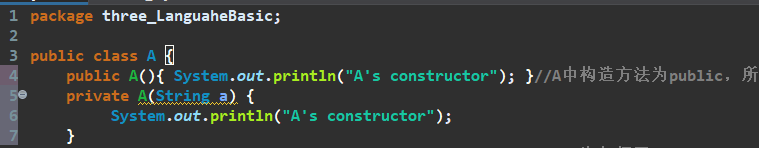 1 package three_LanguaheBasic;
2
3 public class A {
4 public A(){ System.out.println("A's constructor"); }//A中构造方法为public，所
5 private A(String a) {
6 System.out.println("A's constructor");
7 }